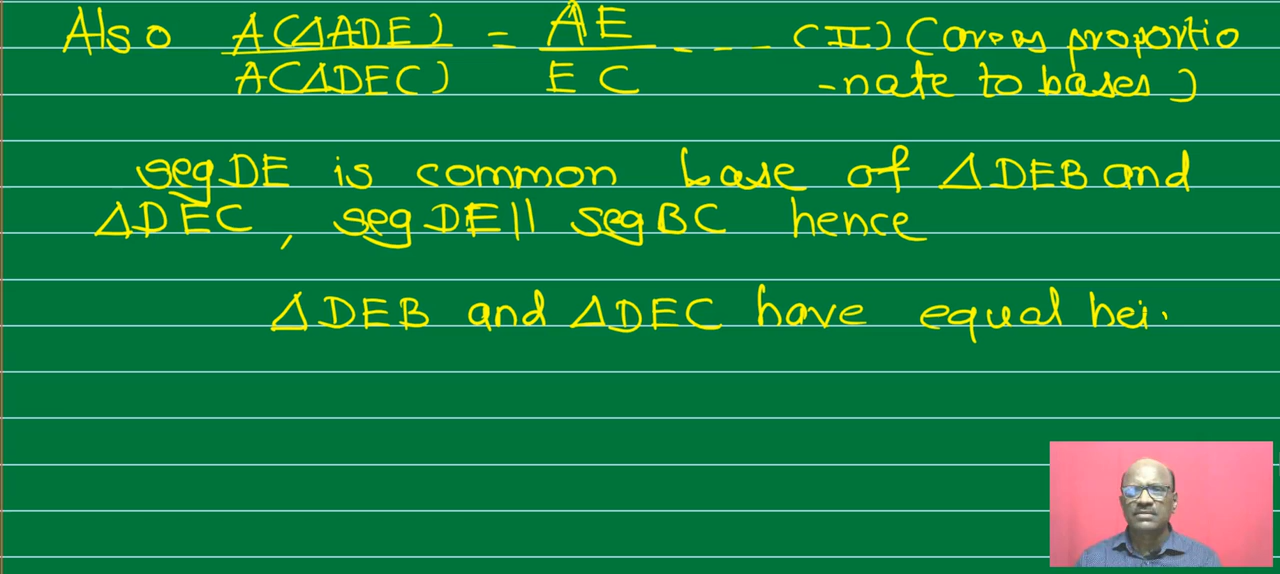 Also A(△ADE) / A(△DEC) = AE / EC - - - - (II) (areas proportio
-nate to bases)
seg DE is common base of △DEB and
△DEC, seg DE || seg BC hence
△DEB and △DEC have equal hei